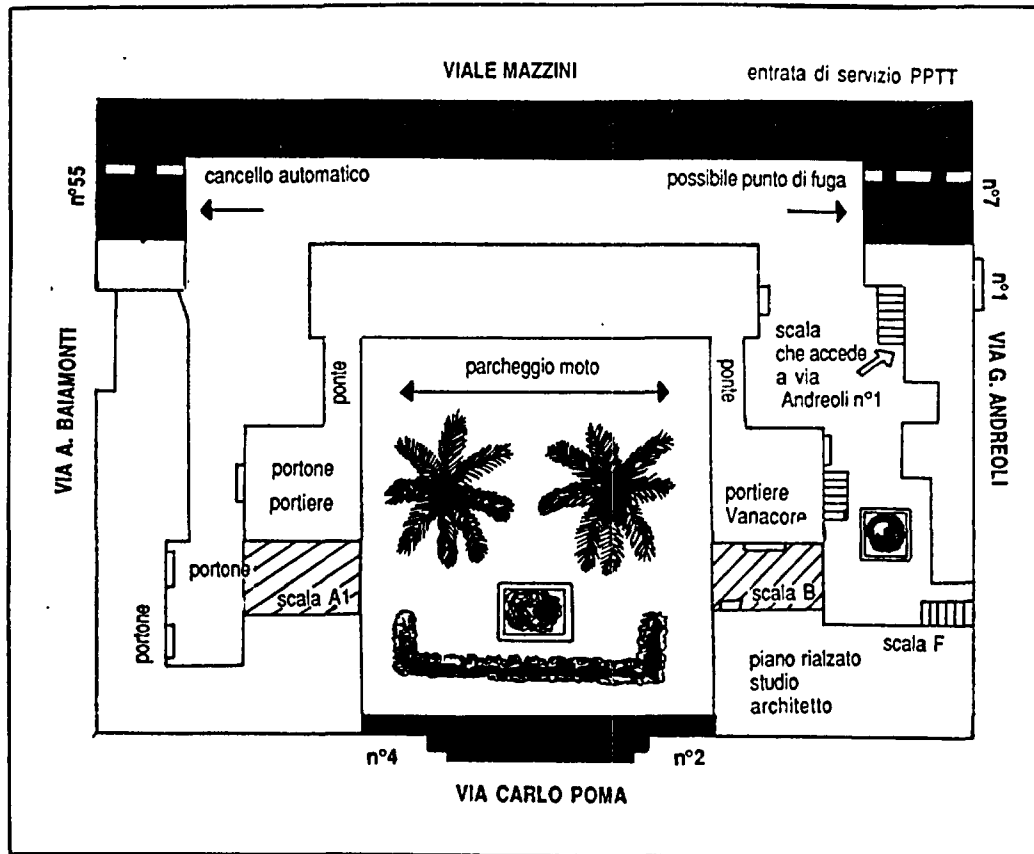 VIALE MAZZINI
entrata di servizio PPTT
n°55
cancello automatico
possibile punto di fuga
n°7
n°1
VIA A. BAIAMONTI
ponte
parcheggio moto
ponte
scala
che accede
a via
Andreoli n°1
VIA G. ANDREOLI
portone
portiere
portiere
Vanacore
portone
scala A1
scala B
portone
scala F
piano rialzato
studio
architetto
n°4
n°2
VIA CARLO POMA